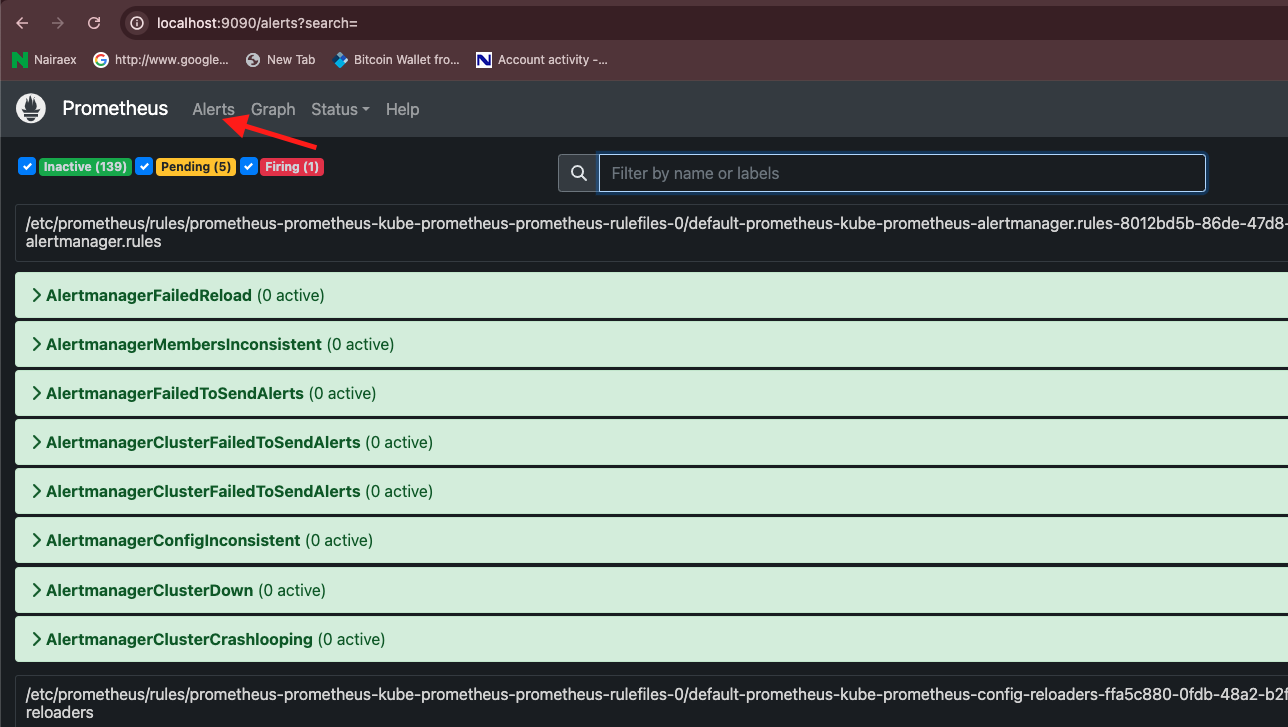 localhost:9090/alerts?search=
Nairaex http://www.google... New Tab Bitcoin Wallet fro... Account activity -...
Prometheus Alerts Graph Status Help
Inactive (139) Pending (5) Firing (1) Filter by name or labels
/etc/prometheus/rules/prometheus-prometheus-kube-prometheus-prometheus-rulefiles-0/default-prometheus-kube-prometheus-alertmanager.rules-8012bd5b-86de-47d8-
alertmanager.rules
AlertmanagerFailedReload (0 active)
AlertmanagerMembersInconsistent (0 active)
AlertmanagerFailedToSendAlerts (0 active)
AlertmanagerClusterFailedToSendAlerts (0 active)
AlertmanagerClusterFailedToSendAlerts (0 active)
AlertmanagerConfigInconsistent (0 active)
AlertmanagerClusterDown (0 active)
AlertmanagerClusterCrashlooping (0 active)
/etc/prometheus/rules/prometheus-prometheus-kube-prometheus-prometheus-rulefiles-0/default-prometheus-kube-prometheus-config-reloaders-ffa5c880-0fdb-48a2-b2f
reloaders